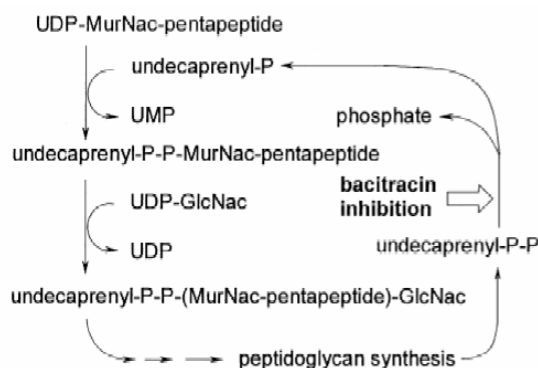 UDP-MurNac-pentapeptide
undecaprenyl-P
UMP
phosphate
undecaprenyl-P-P-MurNac-pentapeptide
UDP-GlcNac
bacitracin
inhibition
UDP
undecaprenyl-P-P
undecaprenyl-P-P-(MurNac-pentapeptide)-GlcNac
peptidoglycan synthesis